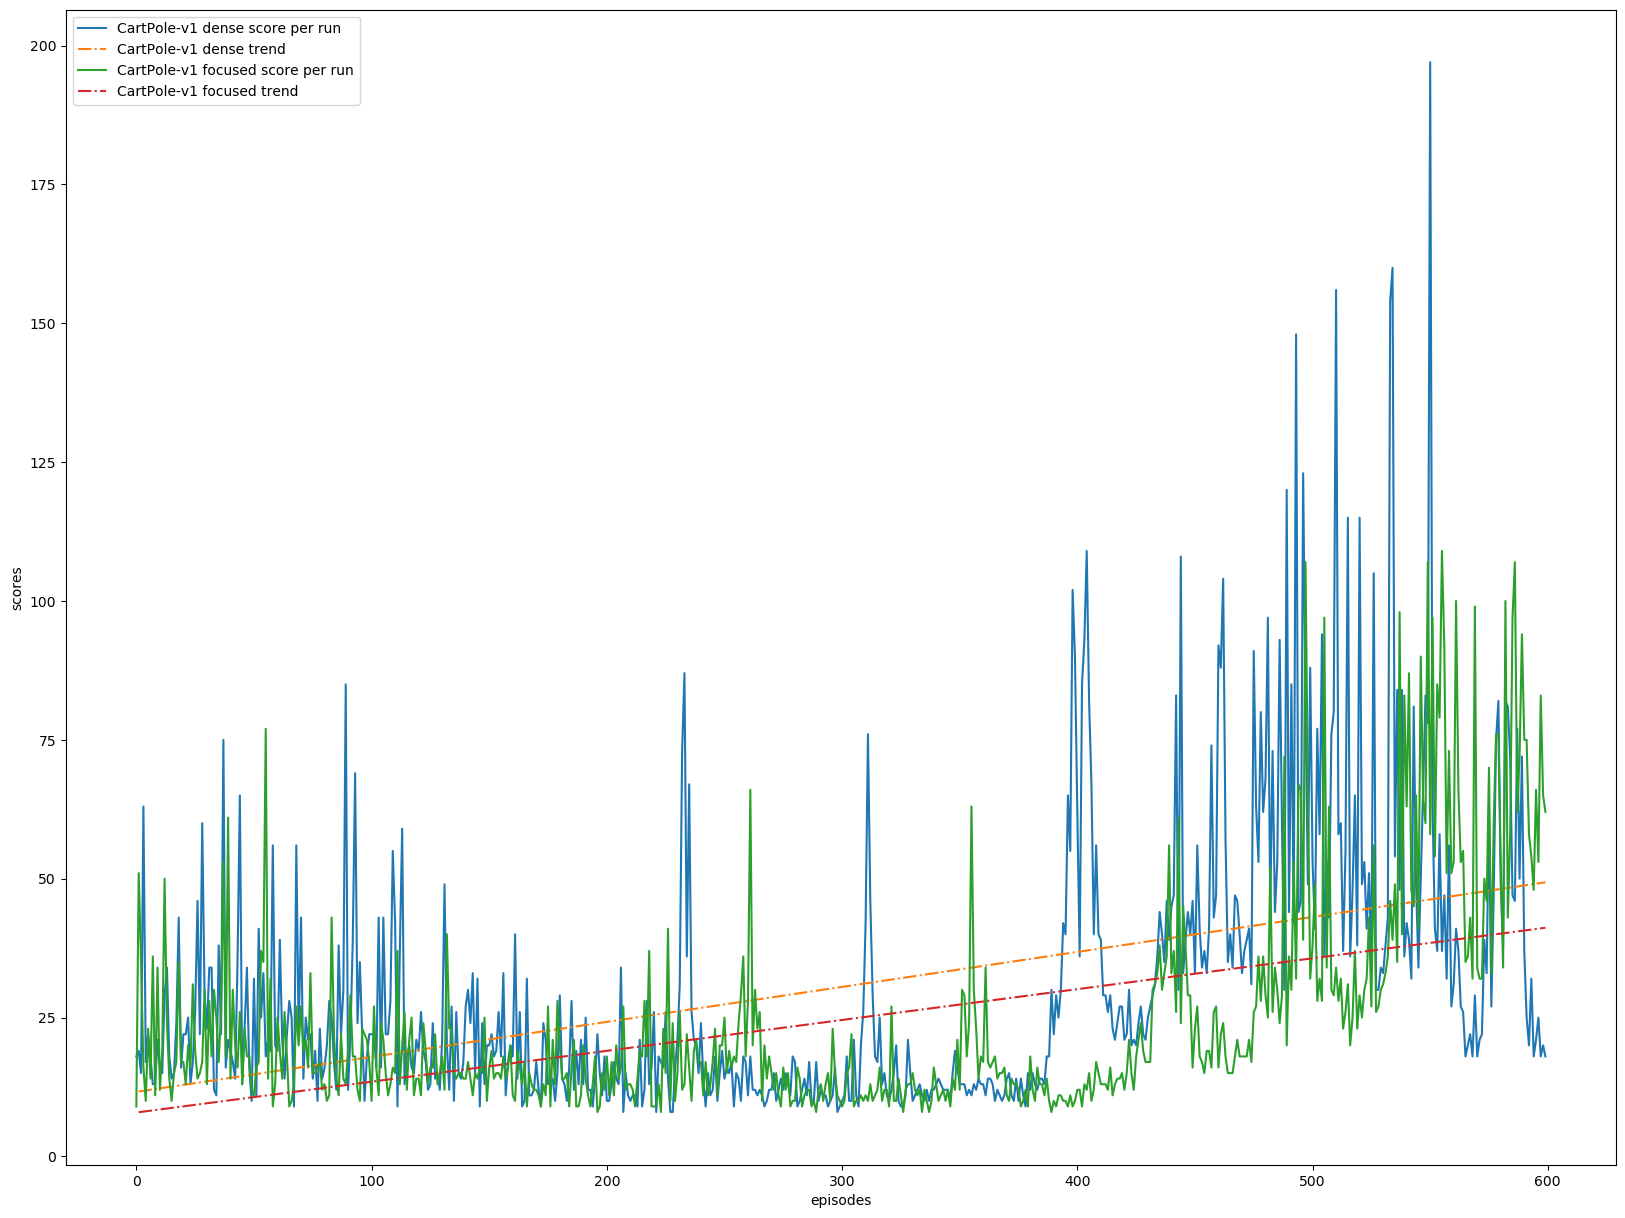 CartPole-v1 dense score per run
CartPole-v1 dense trend
CartPole-v1 focused score per run
CartPole-v1 focused trend
200
175
150
125
100
75
50
25
0
scores
0 100 200 300 400 500 600
episodes